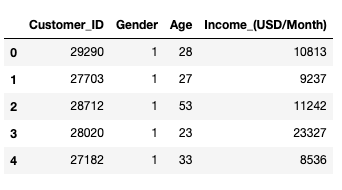 Customer_ID Gender Age Income_(USD/Month)
0 29290 1 28 10813
1 27703 1 27 9237
2 28712 1 53 11242
3 28020 1 23 23327
4 27182 1 33 8536